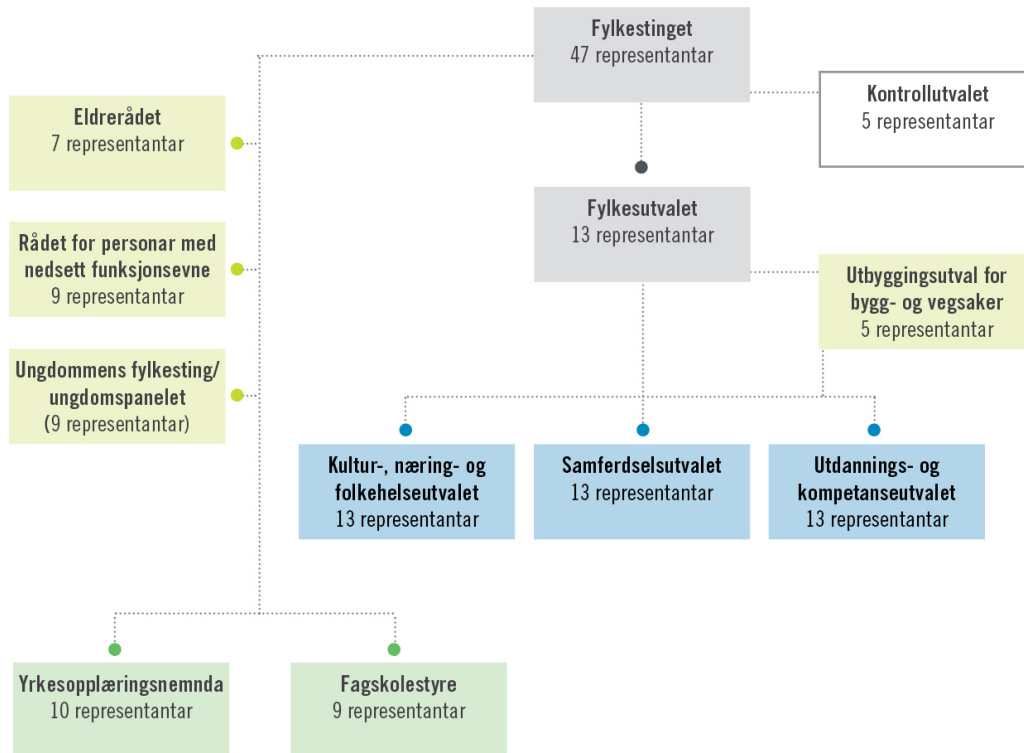 Fylkestinget
47 representantar
Kontrollutvalet
5 representantar
Eldrerådet
7 representantar
Fylkesutvalet
13 representantar
Rådet for personar med
nedsett funksjonsevne
9 representantar
Utbyggingsutval for
bygg- og vegsaker
5 representantar
Ungdommens fylkesting/
ungdomspanelet
(9 representantar)
Kultur-, næring- og
folkehelseutvalet
13 representantar
Samferdselsutvalet
13 representantar
Utdannings- og
kompetanseutvalet
13 representantar
Yrkesopplæringsnemnda
10 representantar
Fagskolestyre
9 representantar